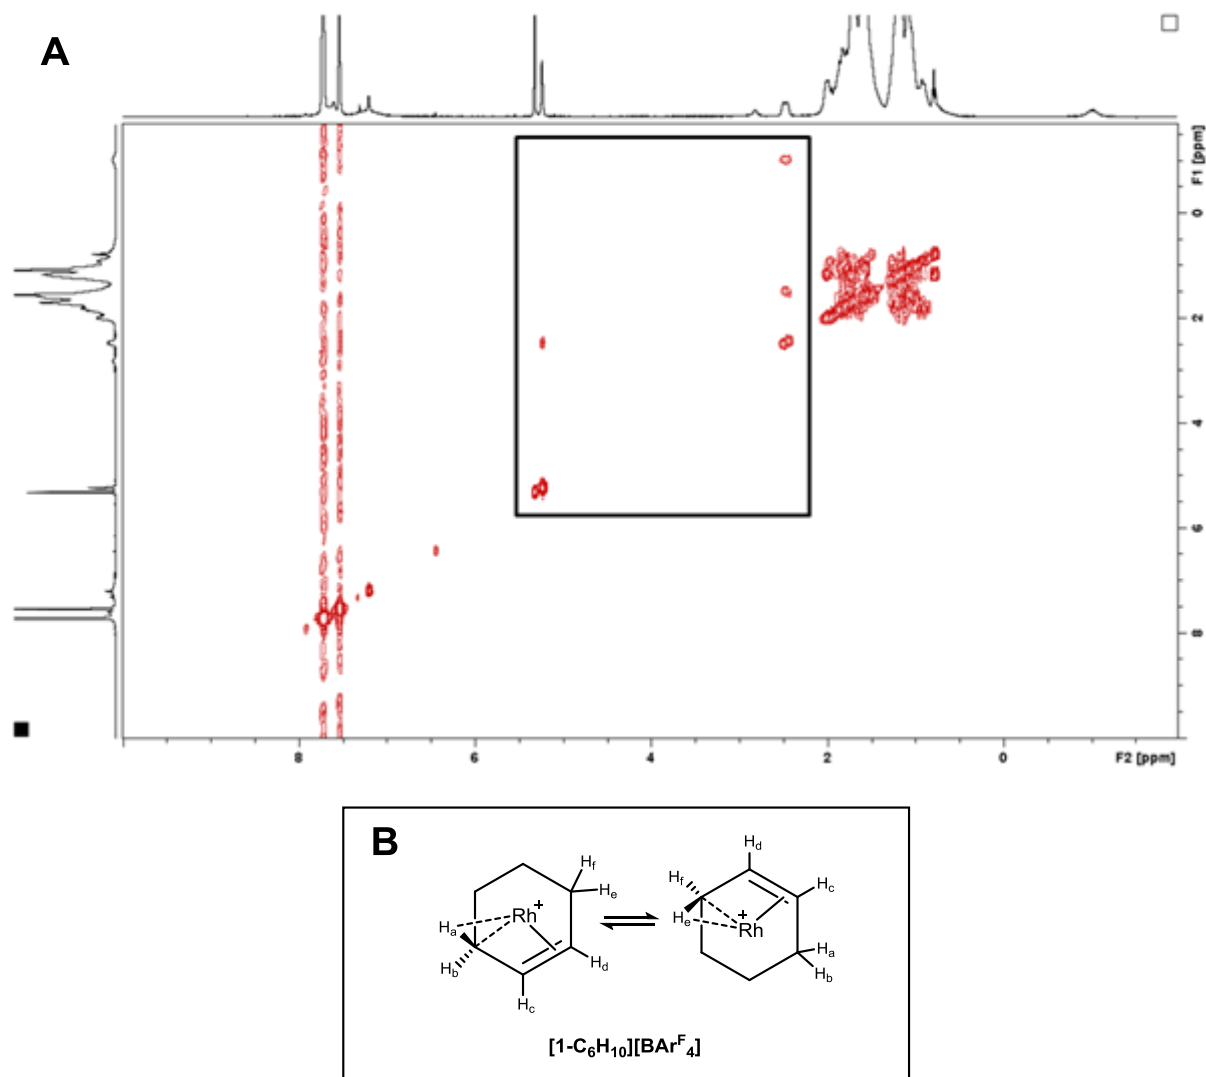 A
F1 [ppm]
0
2
4
6
8
8
6
4
2
0
F2 [ppm]
B
Hf
He
Rh+
Ha
Hb
Hd
Hc
Hd
Hf
Hc
He
+
Rh
Ha
Hb
[1-C6H10][BArF4]